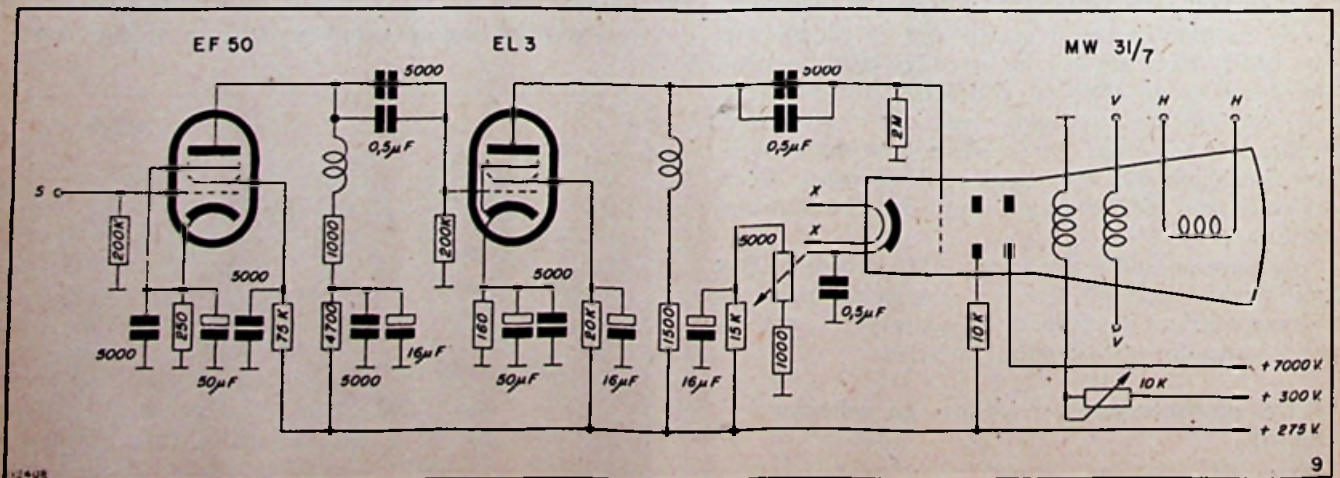 EF 50
EL 3
MW 31/7
5000
0,5µF
5000
0,5µF
2M
V
H
H
S
200K
1000
200K
X
X
5000
5000
250
50µF
5000
75K
4700
5000
16µF
160
50µF
5000
20K
16µF
1500
16µF
15K
1000
0,5µF
10K
V
+ 7000 V.
10K
+ 300 V.
+ 275 V.
9